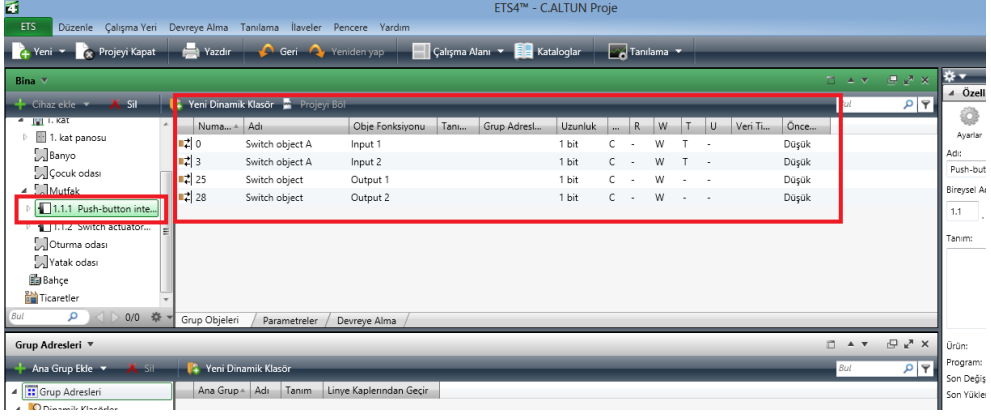 ETS4™ - C.ALTUN Proje
ETS Düzenle Çalışma Yeri Devreye Alma Tanılama İlaveler Pencere Yardım
Yeni Projeyi Kapat Yazdır Geri Yeniden yap Çalışma Alanı Kataloglar Tanılama
Bina
Cihaz ekle Sil Yeni Dinamik Klasör Projeyi Böl Bul
Özell
Ayarlar
Adı:
Push-but
Bireysel A
1.1 .
Tanım:
Ürün:
Program:
Son Değiş
Son Yükle
1. kat
1. kat panosu
Banyo
Çocuk odası
Mutfak
1.1.1 Push-button inte...
1.1.2 Switch actuator...
Oturma odası
Yatak odası
Bahçe
Ticaretler
Bul 0/0
Numa... Adı Obje Fonksiyonu Tanı... Grup Adresl... Uzunluk ... R W T U Veri Ti... Önce...
0 Switch object A Input 1 1 bit C - W T - Düşük
3 Switch object A Input 2 1 bit C - W T - Düşük
25 Switch object Output 1 1 bit C - W - - Düşük
28 Switch object Output 2 1 bit C - W - - Düşük
Grup Objeleri Parametreler Devreye Alma
Grup Adresleri
Ana Grup Ekle Sil Yeni Dinamik Klasör Bul
Grup Adresleri
Dinamik Klasörler
Ana Grup Adı Tanım Linye Kaplerından Geçir